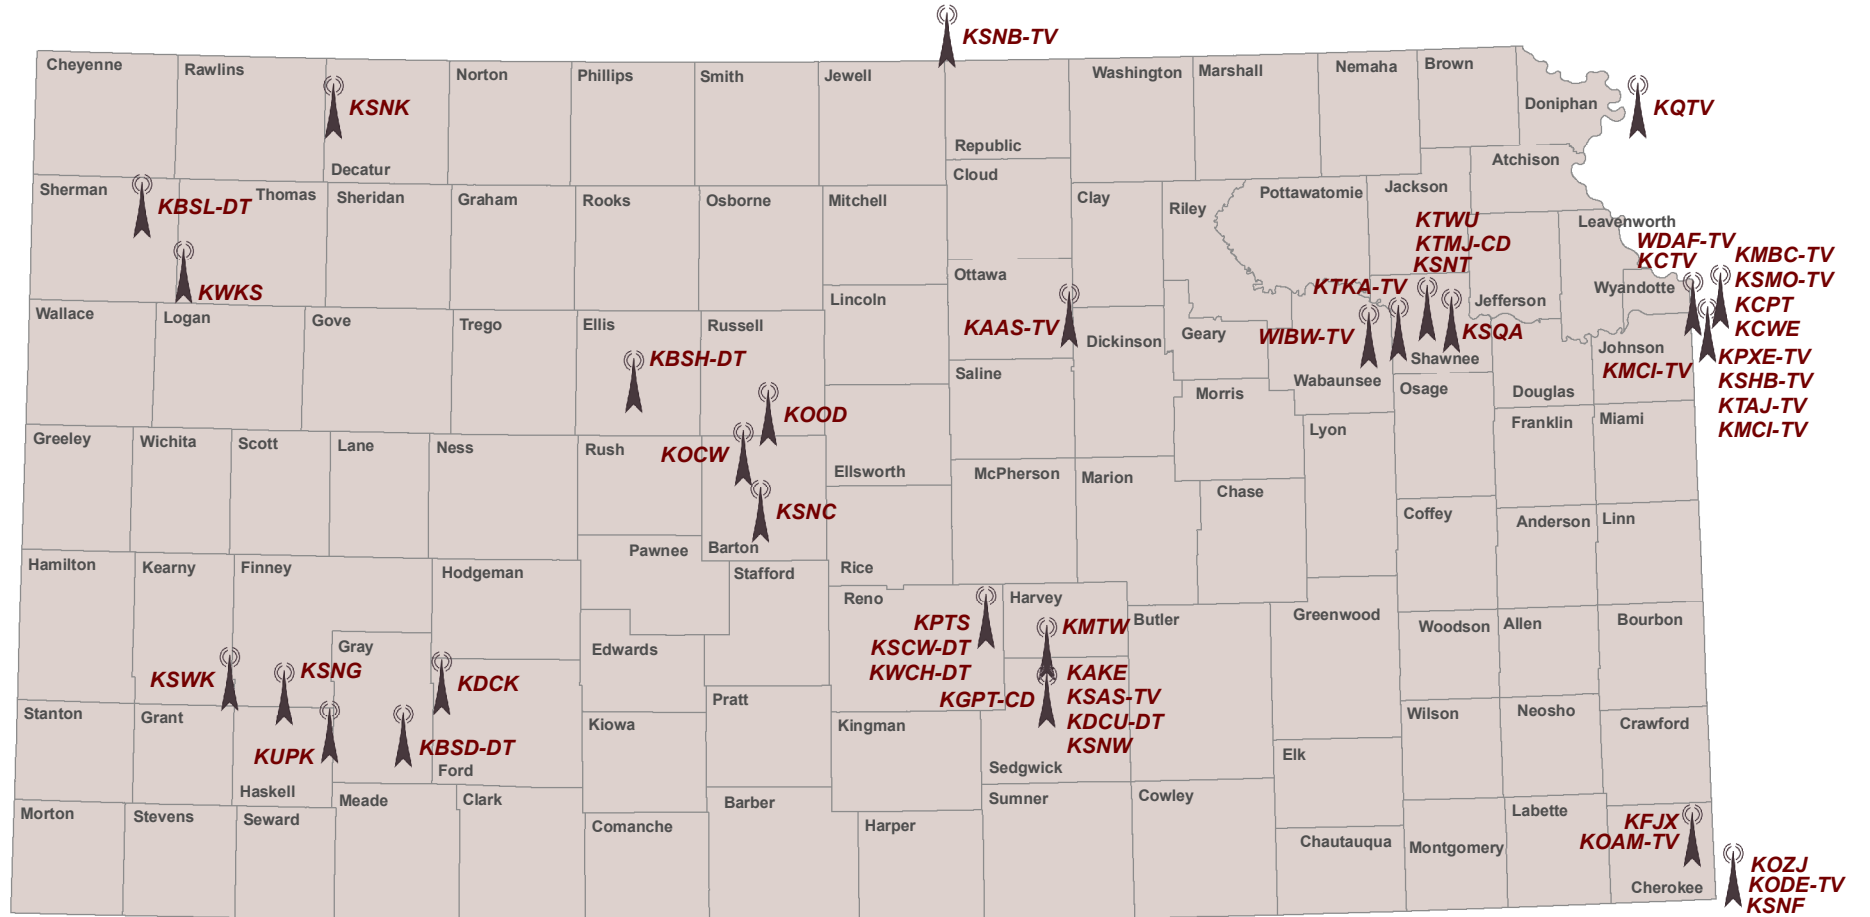 KSNB-TV
Cheyenne
Rawlins
Norton
Phillips
Smith
Jewell
Washington
Marshall
Nemaha
Brown
Doniphan
KSNK
KQTV
Decatur
Republic
Atchison
Sherman
Thomas
Sheridan
Graham
Rooks
Osborne
Mitchell
Cloud
Clay
Riley
Pottawatomie
Jackson
Leavenworth
KBSL-DT
KTWU
KTMJ-CD
KSNT
WDAF-TV
KCTV
KMBC-TV
KSMO-TV
KCPT
KCWE
KPXE-TV
KSHB-TV
KTAJ-TV
KMCI-TV
KWKS
Ottawa
KTKA-TV
Jefferson
Wyandotte
Wallace
Logan
Gove
Trego
Ellis
Russell
Lincoln
KAAS-TV
Dickinson
Geary
WIBW-TV
KSQA
Shawnee
Johnson
KMCI-TV
KBSH-DT
Saline
Morris
Wabaunsee
Osage
Douglas
KOOD
Greeley
Wichita
Scott
Lane
Ness
Rush
KOCW
Ellsworth
McPherson
Marion
Chase
Lyon
Franklin
Miami
KSNC
Coffey
Anderson
Linn
Barton
Pawnee
Hamilton
Kearny
Finney
Hodgeman
Stafford
Rice
Reno
Harvey
KPTS
KSCW-DT
KWCH-DT
KMTW
Butler
Greenwood
Woodson
Allen
Bourbon
Gray
Edwards
KSWK
KSNG
KDCK
KGPT-CD
KAKE
KSAS-TV
KDCU-DT
KSNW
Stanton
Grant
Kiowa
Pratt
Kingman
Wilson
Neosho
Crawford
KUPK
KBSD-DT
Ford
Sedgwick
Elk
Haskell
Morton
Stevens
Seward
Meade
Clark
Comanche
Barber
Harper
Sumner
Cowley
Chautauqua
Montgomery
Labette
KFJX
KOAM-TV
Cherokee
KOZJ
KODE-TV
KSNF